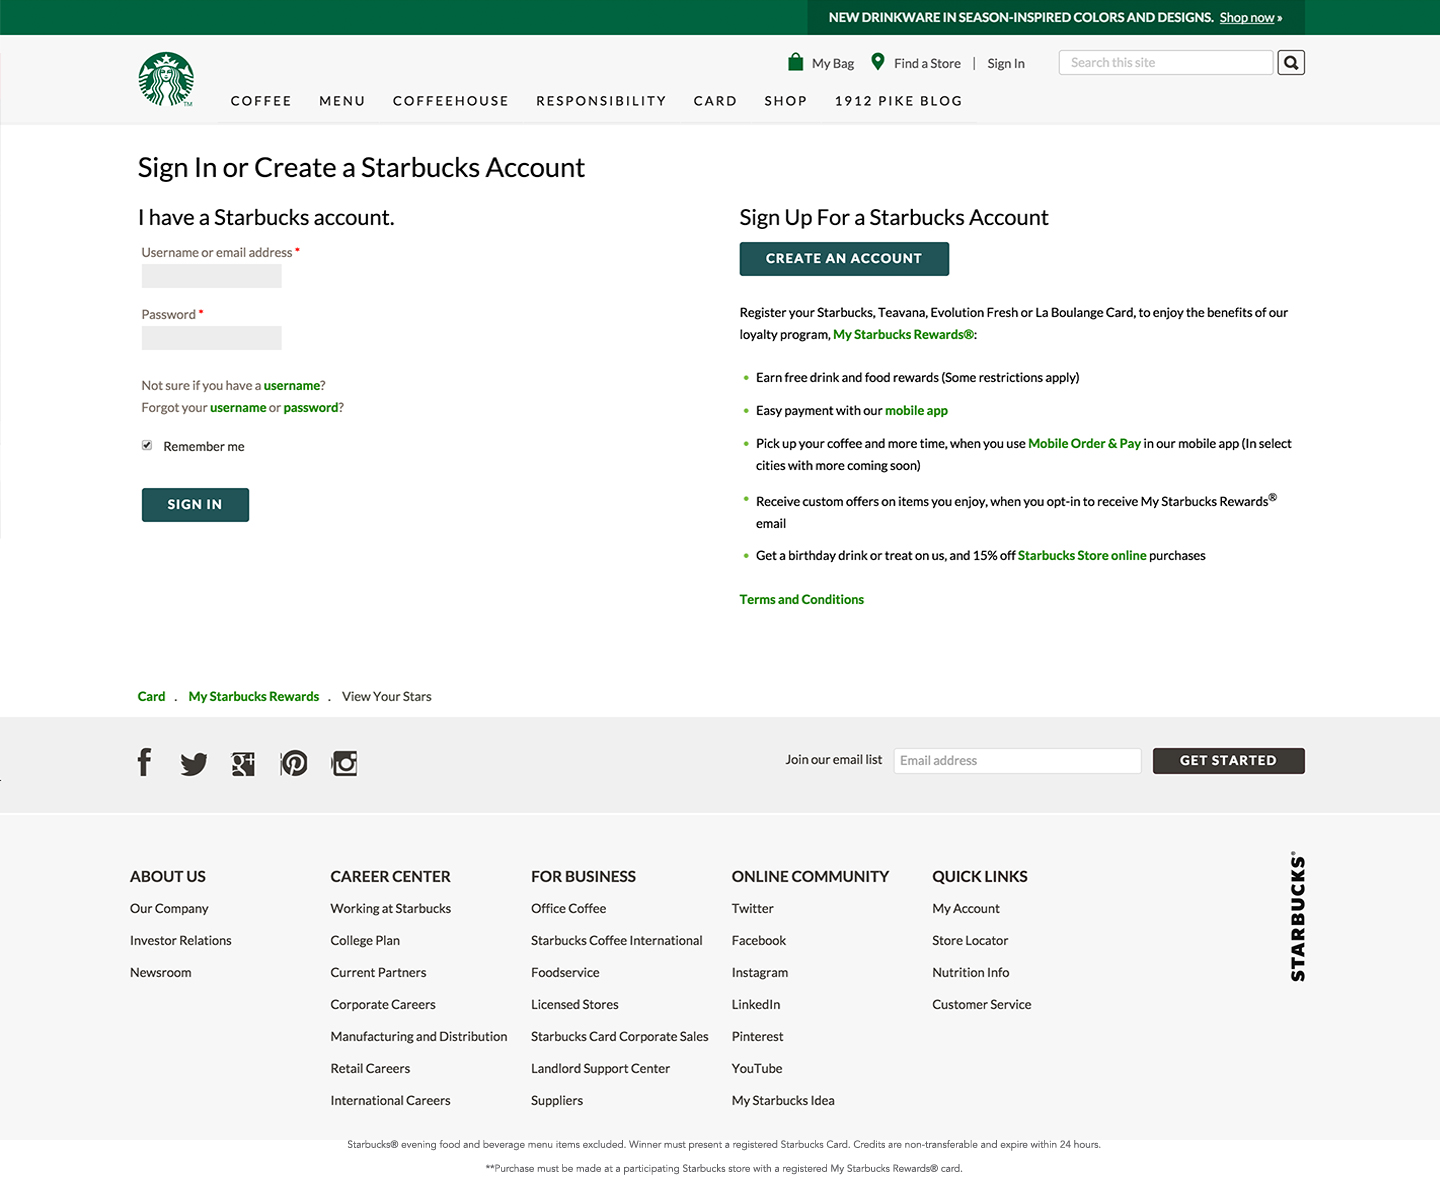 NEW DRINKWARE IN SEASON-INSPIRED COLORS AND DESIGNS. Shop now »
My Bag Find a Store | Sign In Search this site
TM
COFFEE MENU COFFEEHOUSE RESPONSIBILITY CARD SHOP 1912 PIKE BLOG
Sign In or Create a Starbucks Account
I have a Starbucks account.
Username or email address *
Password *
Not sure if you have a username?
Forgot your username or password?
Remember me
SIGN IN
Sign Up For a Starbucks Account
CREATE AN ACCOUNT
Register your Starbucks, Teavana, Evolution Fresh or La Boulange Card, to enjoy the benefits of our
loyalty program, My Starbucks Rewards®:
• Earn free drink and food rewards (Some restrictions apply)
• Easy payment with our mobile app
• Pick up your coffee and more time, when you use Mobile Order & Pay in our mobile app (In select
cities with more coming soon)
• Receive custom offers on items you enjoy, when you opt-in to receive My Starbucks Rewards®
email
• Get a birthday drink or treat on us, and 15% off Starbucks Store online purchases
Terms and Conditions
Card . My Starbucks Rewards . View Your Stars
Join our email list Email address GET STARTED
ABOUT US
Our Company
Investor Relations
Newsroom
CAREER CENTER
Working at Starbucks
College Plan
Current Partners
Corporate Careers
Manufacturing and Distribution
Retail Careers
International Careers
FOR BUSINESS
Office Coffee
Starbucks Coffee International
Foodservice
Licensed Stores
Starbucks Card Corporate Sales
Landlord Support Center
Suppliers
ONLINE COMMUNITY
Twitter
Facebook
Instagram
LinkedIn
Pinterest
YouTube
My Starbucks Idea
QUICK LINKS
My Account
Store Locator
Nutrition Info
Customer Service
STARBUCKS®
Starbucks® evening food and beverage menu items excluded. Winner must present a registered Starbucks Card. Credits are non-transferable and expire within 24 hours.
**Purchase must be made at a participating Starbucks store with a registered My Starbucks Rewards® card.